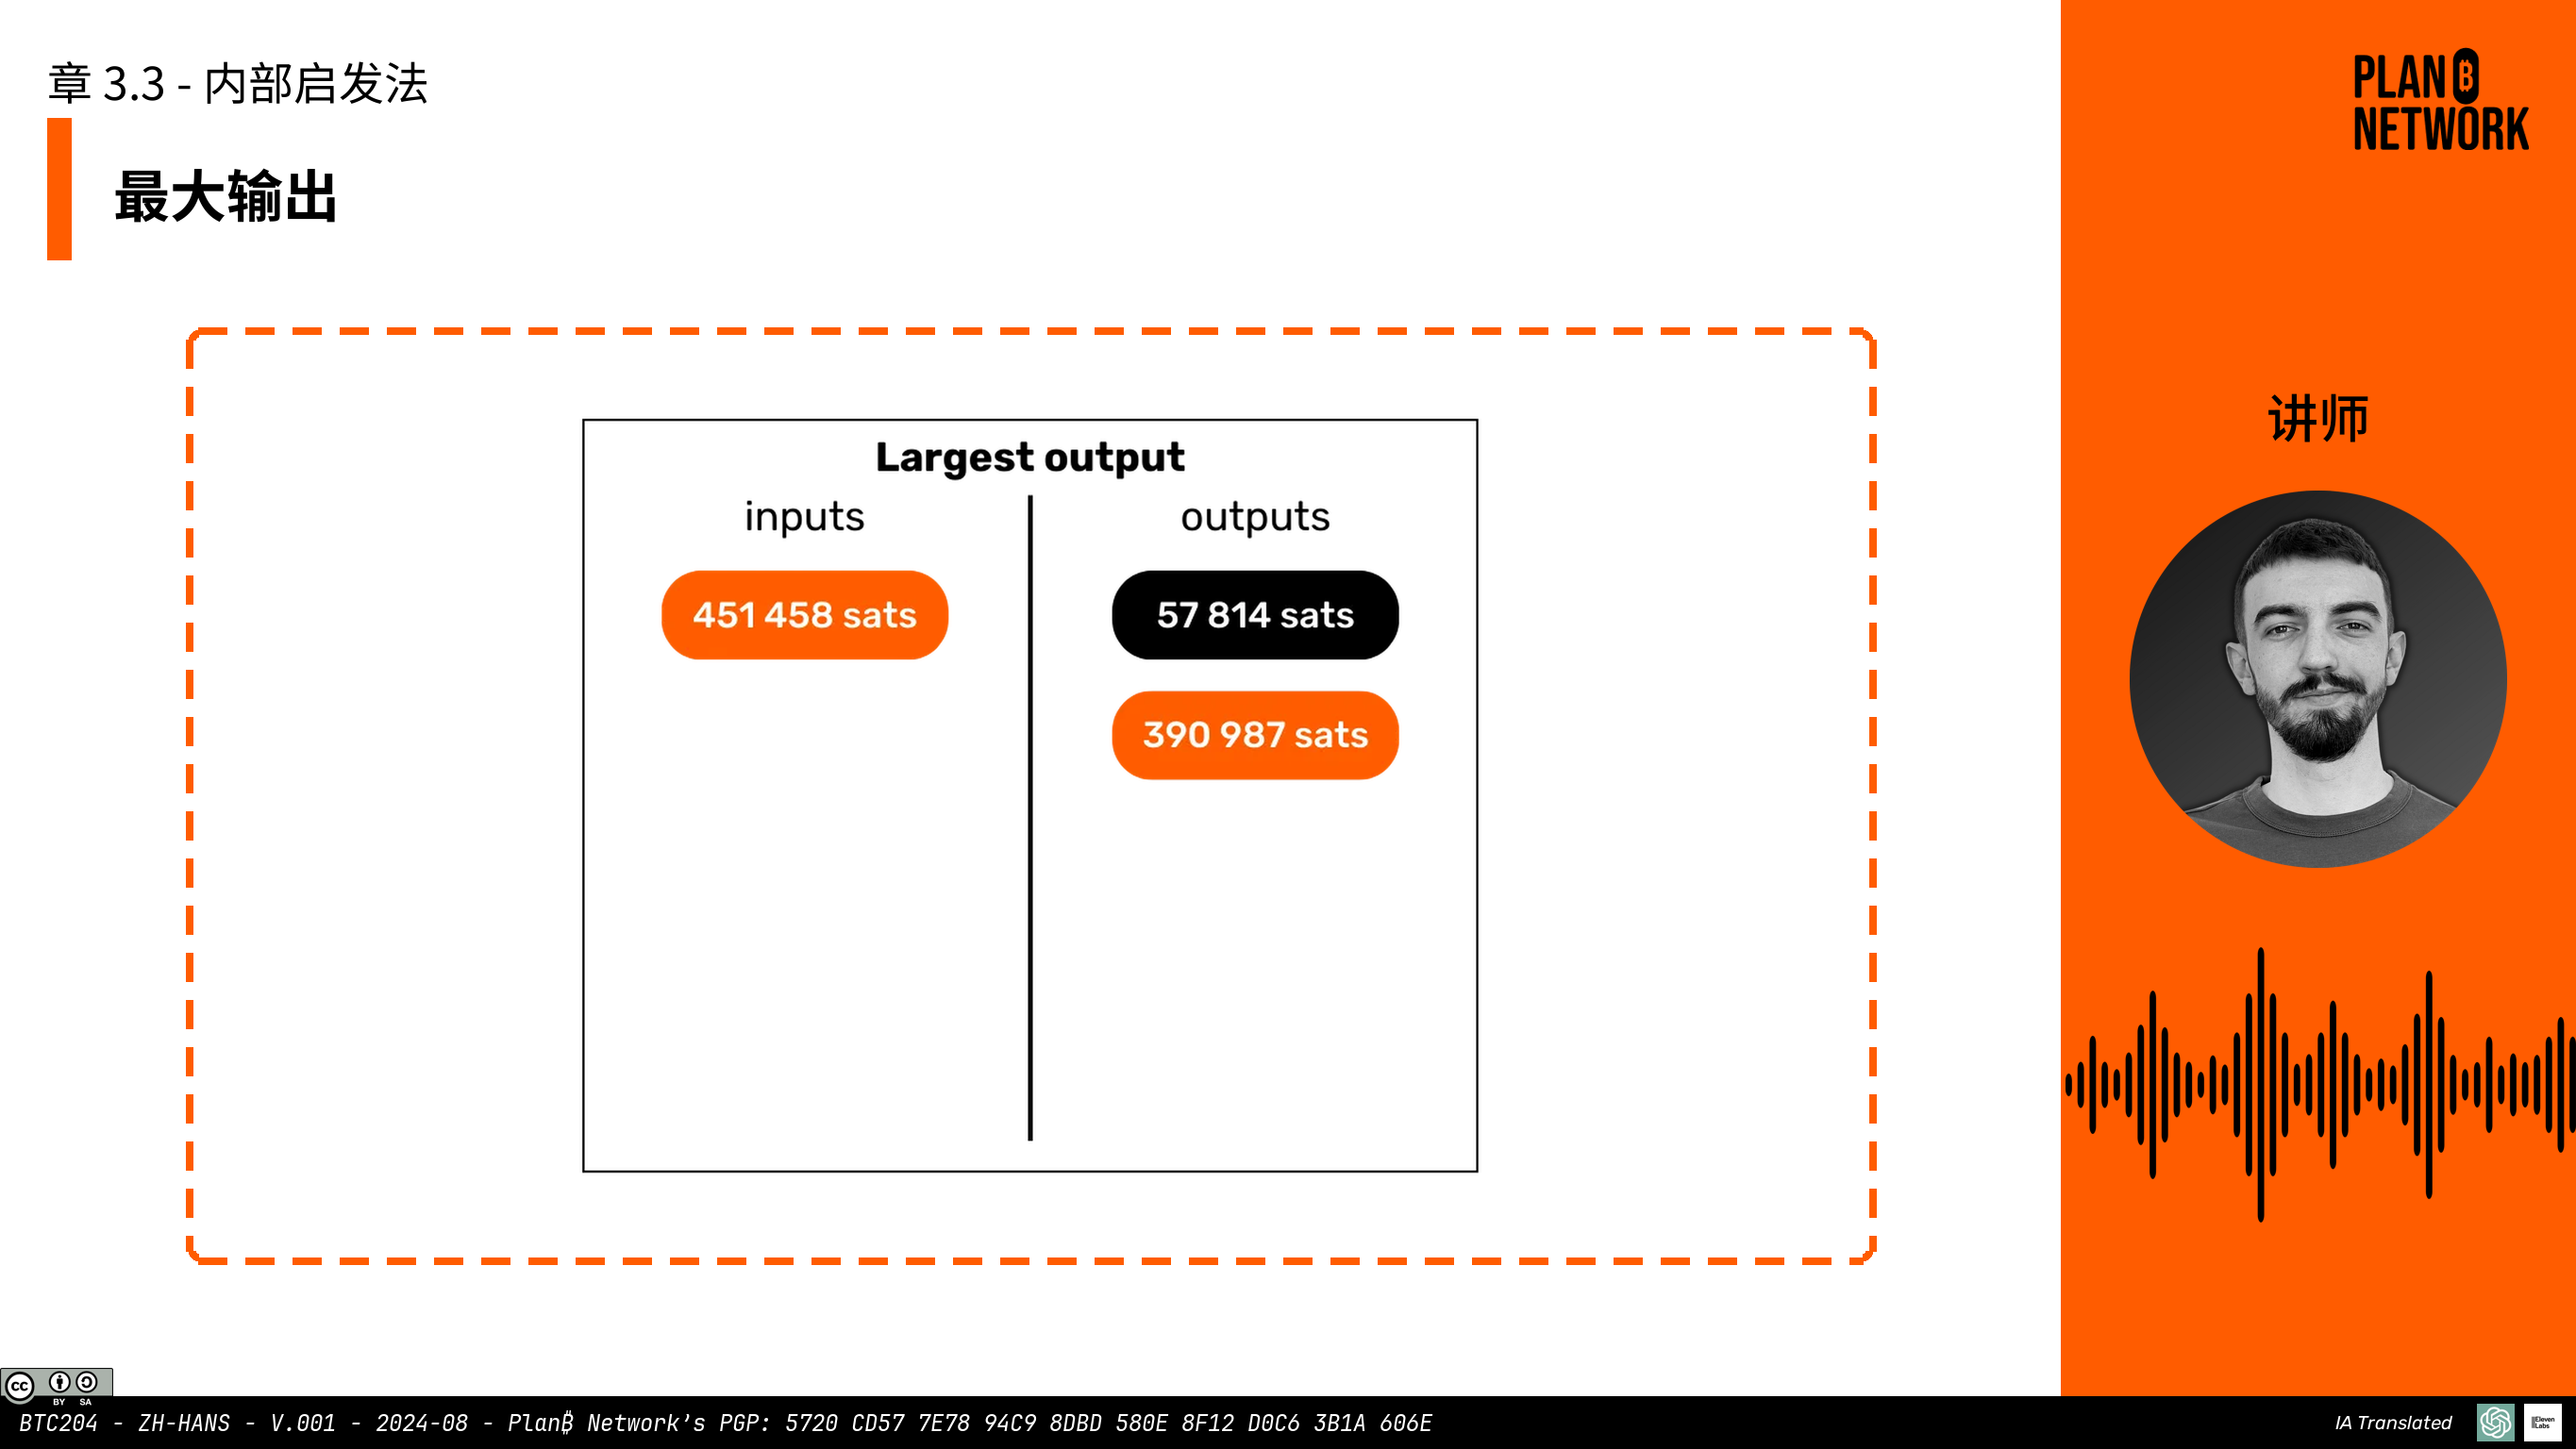 章 3.3 - 内部启发法
最大输出
PLAN B
NETWORK
讲师
Largest output
inputs
outputs
451 458 sats
57 814 sats
390 987 sats
CC
BY SA
BTC204 - ZH-HANS - V.001 - 2024-08 - Plan₿ Network's PGP: 5720 CD57 7E78 94C9 8DBD 580E 8F12 D0C6 3B1A 606E
IA Translated
IIElevenLabs